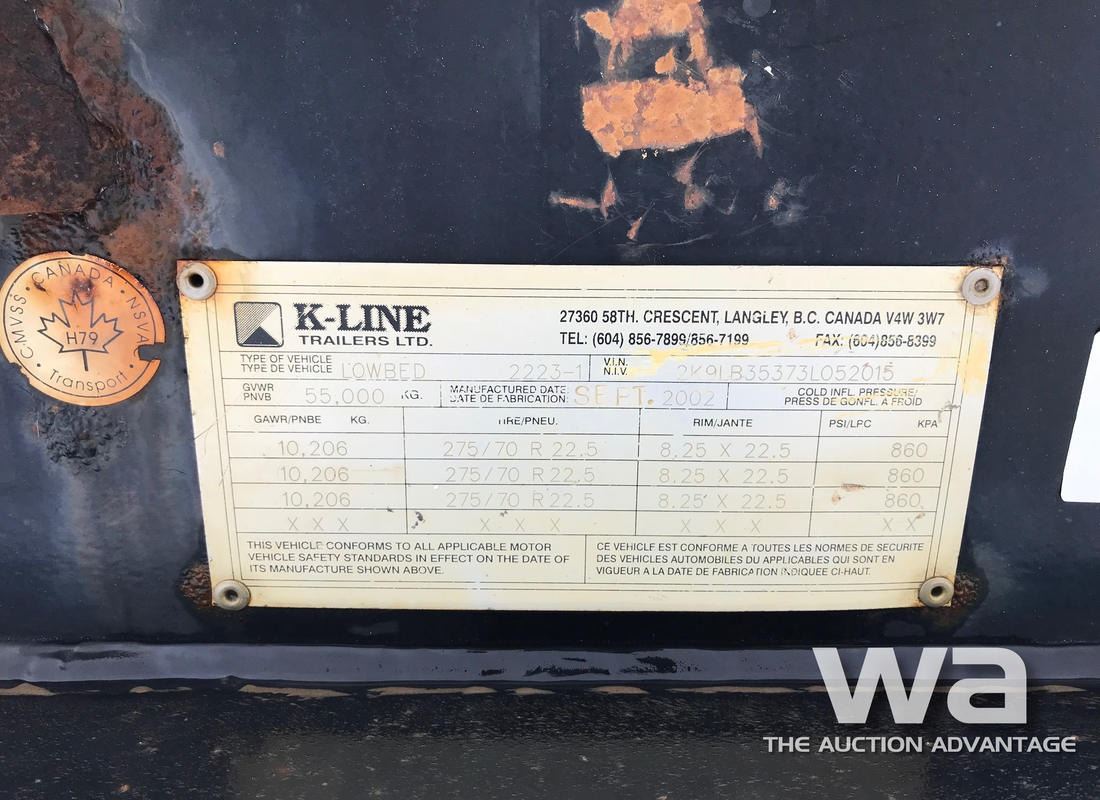 CMVSS · CANADA · NSVAC
H79
Transport
K-LINE
TRAILERS LTD.
27360 58TH. CRESCENT, LANGLEY, B.C. CANADA V4W 3W7
TEL: (604) 856-7899/856-7199 FAX: (604)856-8399
TYPE OF VEHICLE
TYPE DE VEHICLE LOWBED 2223-1 V.I.N.
N.I.V. 2K9LB35373L052015
GVWR
PNVB 55,000 KG. MANUFACTURED DATE:
DATE DE FABRICATION: SEPT. 2002 COLD INFL. PRESSURE/
PRESS DE GONFL. A FROID
GAWR/PNBE KG. TIRE/PNEU. RIM/JANTE PSI/LPC KPA
10,206 275/70 R 22.5 8.25 X 22.5 860
10,206 275/70 R 22.5 8.25 X 22.5 860
10,206 275/70 R 22.5 8.25 X 22.5 860
X X X X X X X X X X X
THIS VEHICLE CONFORMS TO ALL APPLICABLE MOTOR
VEHICLE SAFETY STANDARDS IN EFFECT ON THE DATE OF
ITS MANUFACTURE SHOWN ABOVE.
CE VEHICLE EST CONFORME A TOUTES LES NORMES DE SECURITE
DES VEHICLES AUTOMOBILES DU APPLICABLES QUI SONT EN
VIGUEUR A LA DATE DE FABRICATION INDIQUEE CI-HAUT.
wa
THE AUCTION ADVANTAGE